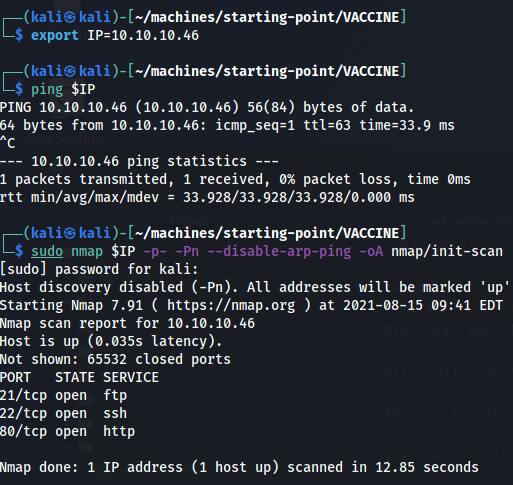 ┌──(kali㉿kali)-[~/machines/starting-point/VACCINE]
└─$ export IP=10.10.10.46
┌──(kali㉿kali)-[~/machines/starting-point/VACCINE]
└─$ ping $IP
PING 10.10.10.46 (10.10.10.46) 56(84) bytes of data.
64 bytes from 10.10.10.46: icmp_seq=1 ttl=63 time=33.9 ms
^C
--- 10.10.10.46 ping statistics ---
1 packets transmitted, 1 received, 0% packet loss, time 0ms
rtt min/avg/max/mdev = 33.928/33.928/33.928/0.000 ms
┌──(kali㉿kali)-[~/machines/starting-point/VACCINE]
└─$ sudo nmap $IP -p- -Pn --disable-arp-ping -oA nmap/init-scan
[sudo] password for kali:
Host discovery disabled (-Pn). All addresses will be marked 'up'
Starting Nmap 7.91 ( https://nmap.org ) at 2021-08-15 09:41 EDT
Nmap scan report for 10.10.10.46
Host is up (0.035s latency).
Not shown: 65532 closed ports
PORT   STATE SERVICE
21/tcp open  ftp
22/tcp open  ssh
80/tcp open  http
Nmap done: 1 IP address (1 host up) scanned in 12.85 seconds